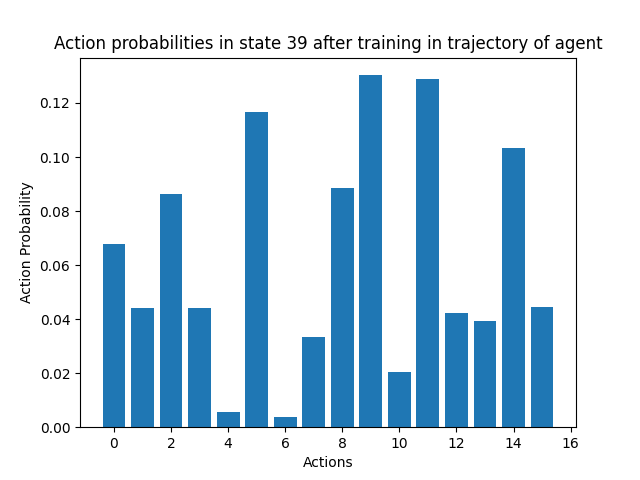 Action probabilities in state 39 after training in trajectory of agent
0.12
0.10
0.08
0.06
0.04
0.02
0.00
Action Probability
0 2 4 6 8 10 12 14 16
Actions